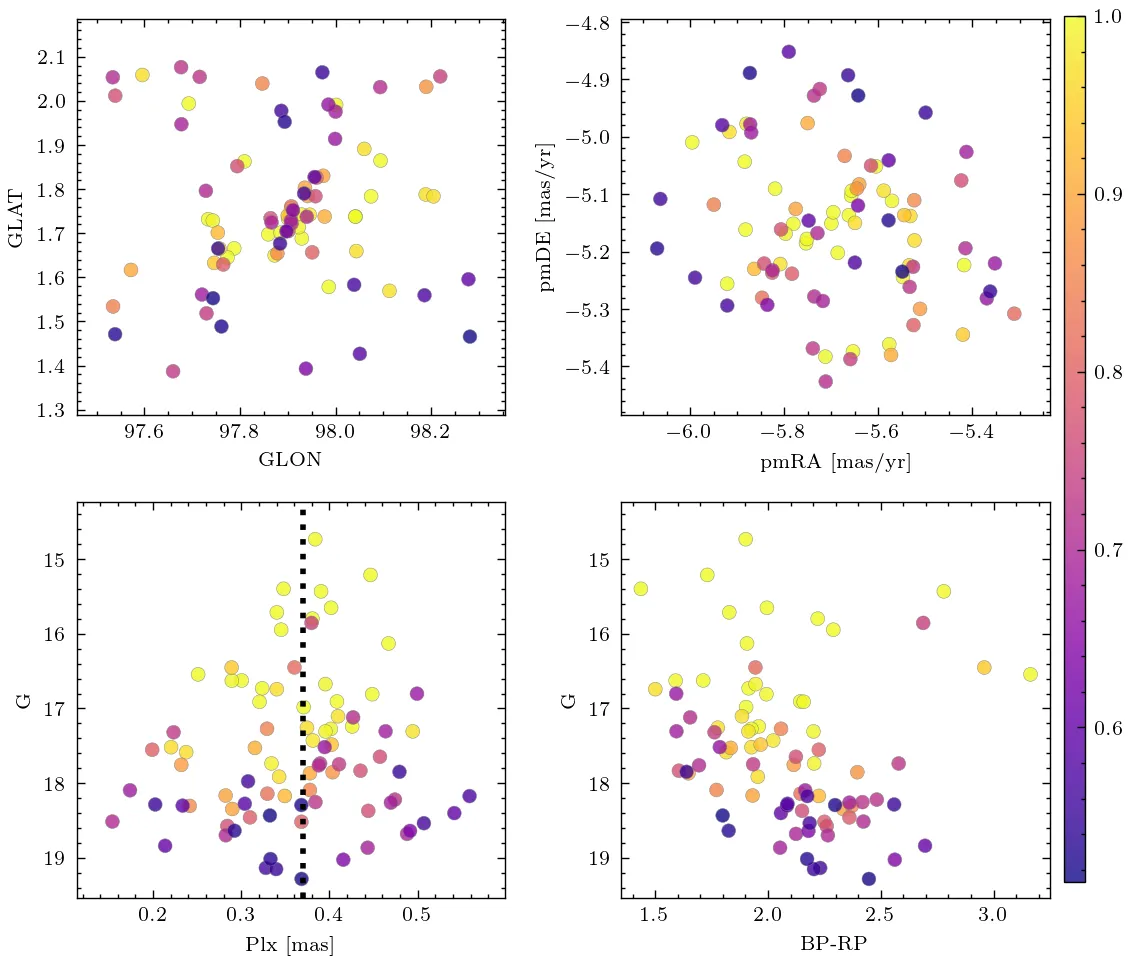 2.1
2.0
1.9
1.8
1.7
1.6
1.5
1.4
1.3
GLAT
97.6 97.8 98.0 98.2
GLON
−4.8
−4.9
−5.0
−5.1
−5.2
−5.3
−5.4
pmDE [mas/yr]
−6.0 −5.8 −5.6 −5.4
pmRA [mas/yr]
1.0
0.9
0.8
0.7
0.6
15
16
17
18
19
G
0.2 0.3 0.4 0.5
Plx [mas]
15
16
17
18
19
G
1.5 2.0 2.5 3.0
BP-RP